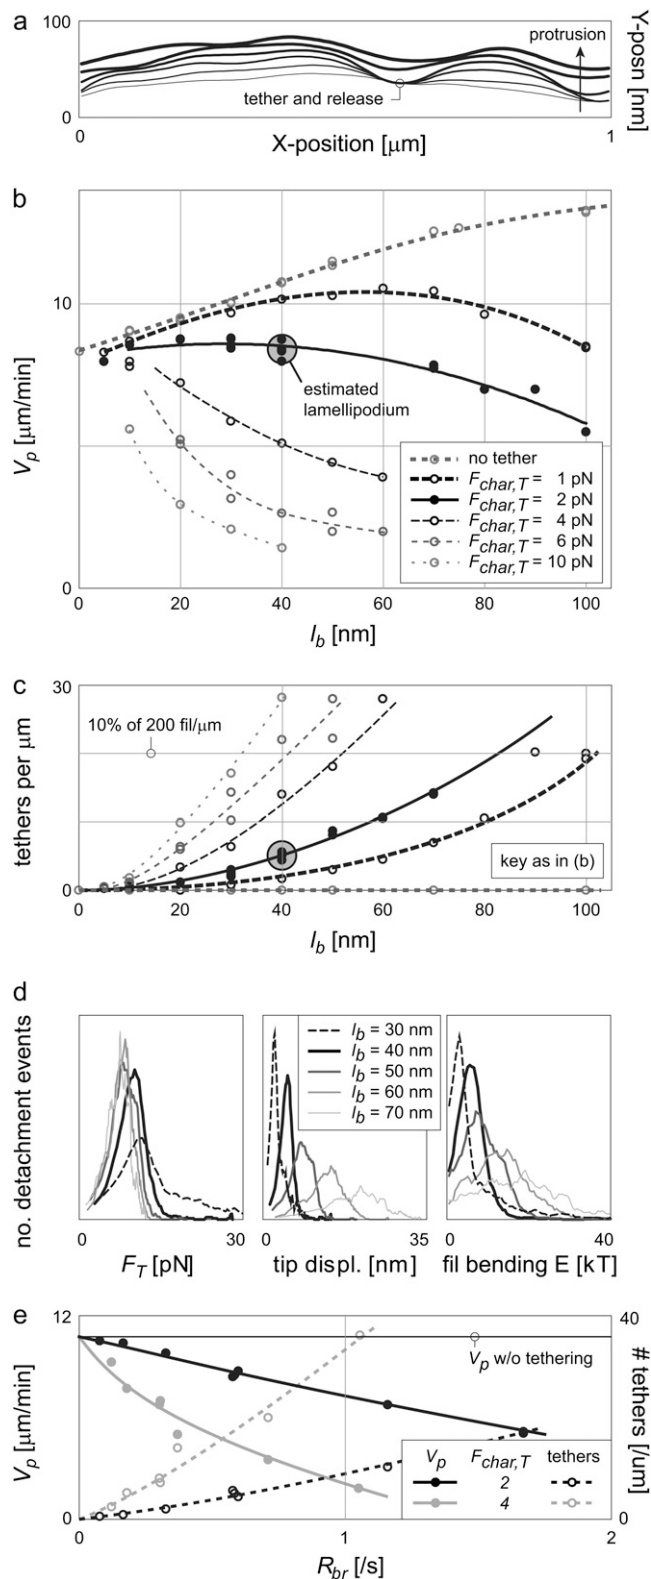 a
100
0
Y-posn [nm]
protrusion
tether and release
0
X-position [μm]
1
b
10
0
V_p [μm/min]
estimated
lamellipodium
no tether
F_char,T = 1 pN
F_char,T = 2 pN
F_char,T = 4 pN
F_char,T = 6 pN
F_char,T = 10 pN
0 20 40 60 80 100
l_b [nm]
c
30
0
tethers per μm
10% of 200 fil/μm
key as in (b)
0 20 40 60 80 100
l_b [nm]
d
no. detachment events
l_b = 30 nm
l_b = 40 nm
l_b = 50 nm
l_b = 60 nm
l_b = 70 nm
0 30 0 35 0 40
F_T [pN] tip displ. [nm] fil bending E [kT]
e
12
0
V_p [μm/min]
40
0
# tethers [/um]
V_p w/o tethering
V_p F_char,T tethers
2
4
0 1 2
R_br [/s]